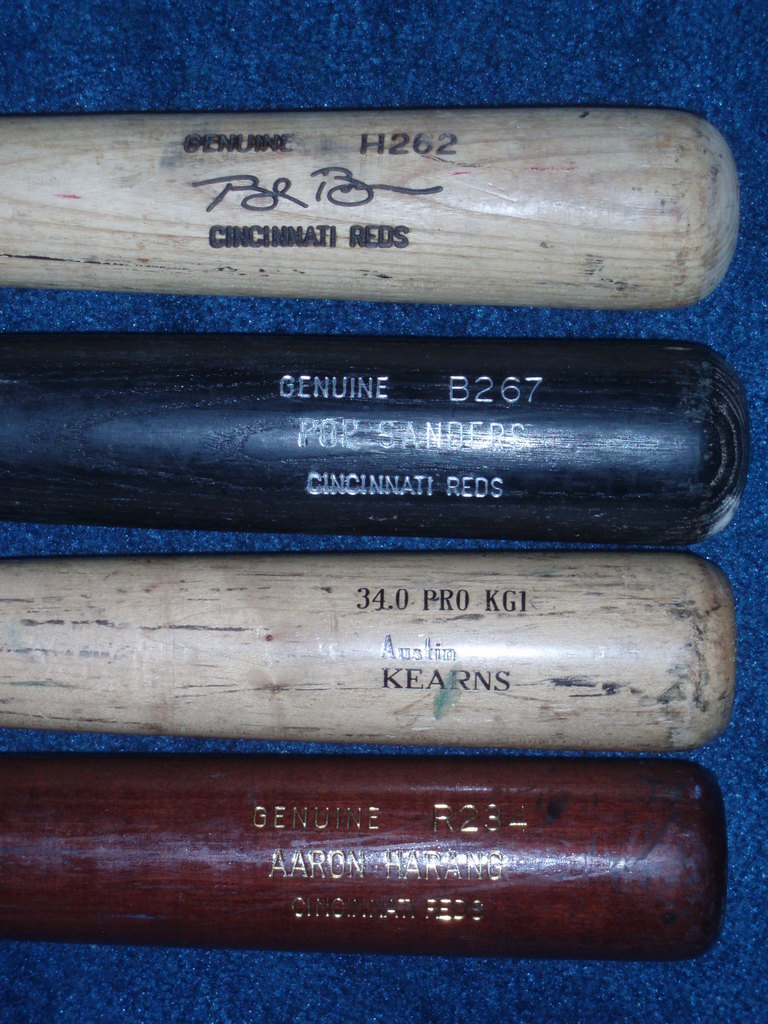 GENUINE H262
CINCINNATI REDS
GENUINE B267
POP SANDERS
CINCINNATI REDS
34.0 PRO KG1
Austin
KEARNS
GENUINE R234
AARON HARANG
CINCINNATI REDS